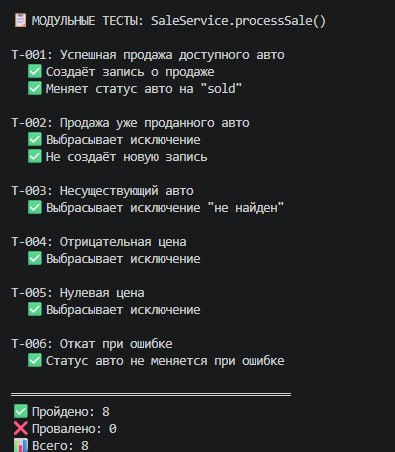 📋 МОДУЛЬНЫЕ ТЕСТЫ: SaleService.processSale()
T-001: Успешная продажа доступного авто
✅ Создаёт запись о продаже
✅ Меняет статус авто на "sold"
T-002: Продажа уже проданного авто
✅ Выбрасывает исключение
✅ Не создаёт новую запись
T-003: Несуществующий авто
✅ Выбрасывает исключение "не найден"
T-004: Отрицательная цена
✅ Выбрасывает исключение
T-005: Нулевая цена
✅ Выбрасывает исключение
T-006: Откат при ошибке
✅ Статус авто не меняется при ошибке
✅ Пройдено: 8
❌ Провалено: 0
📊 Всего: 8